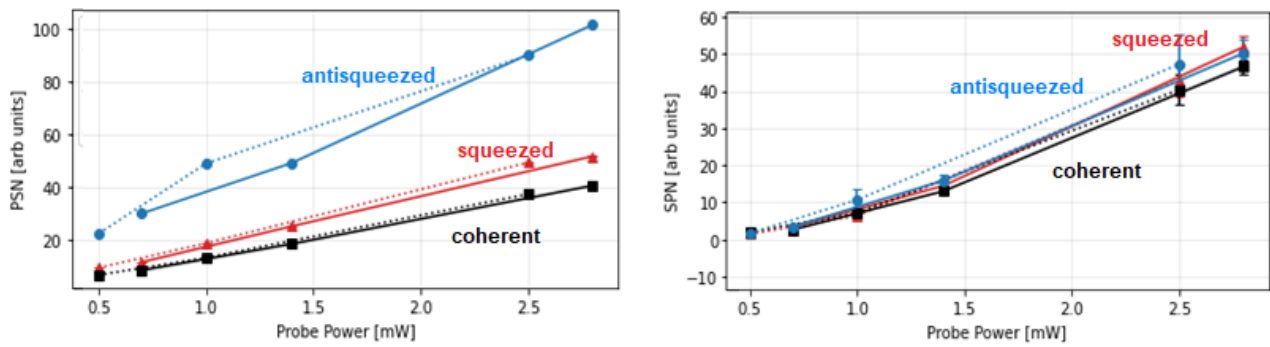 100
80
60
40
20
PSN [arb units]
antisqueezed
squeezed
coherent
0.5 1.0 1.5 2.0 2.5
Probe Power [mW]
60
50
40
30
20
10
0
−10
SPN [arb units]
squeezed
antisqueezed
coherent
0.5 1.0 1.5 2.0 2.5
Probe Power [mW]